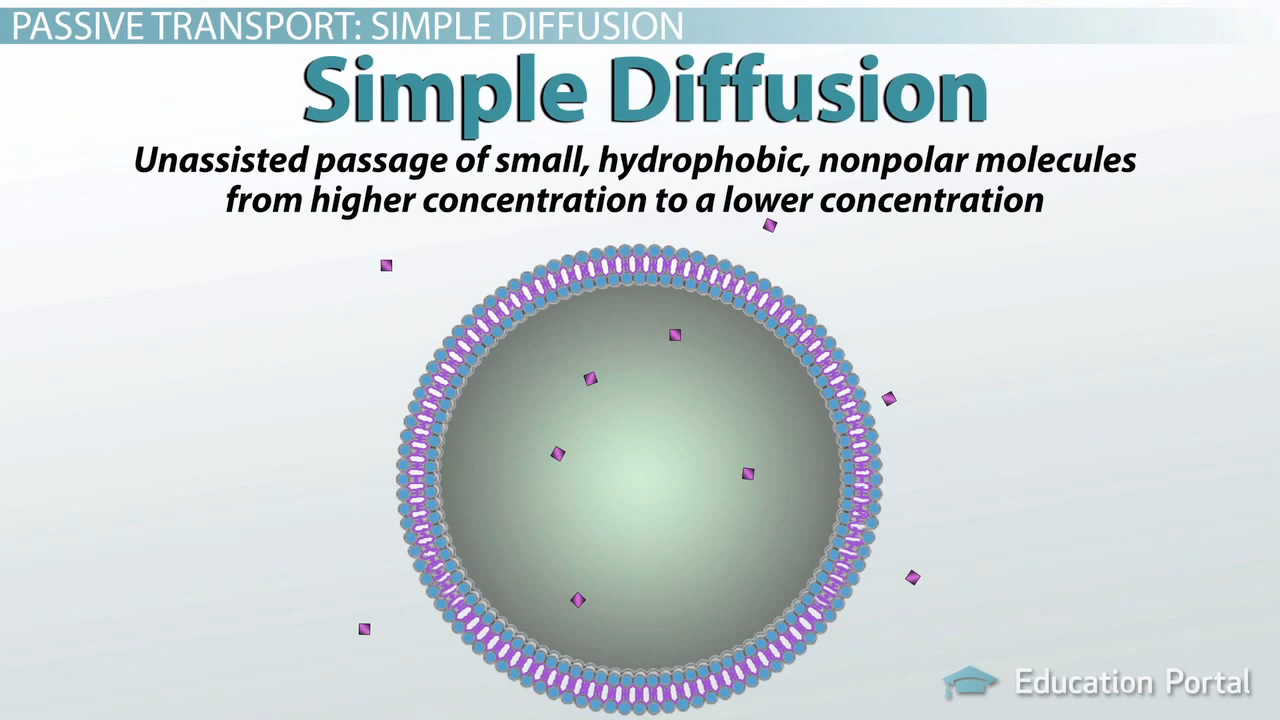 PASSIVE TRANSPORT: SIMPLE DIFFUSION
Simple Diffusion
Unassisted passage of small, hydrophobic, nonpolar molecules
from higher concentration to a lower concentration
Education Portal